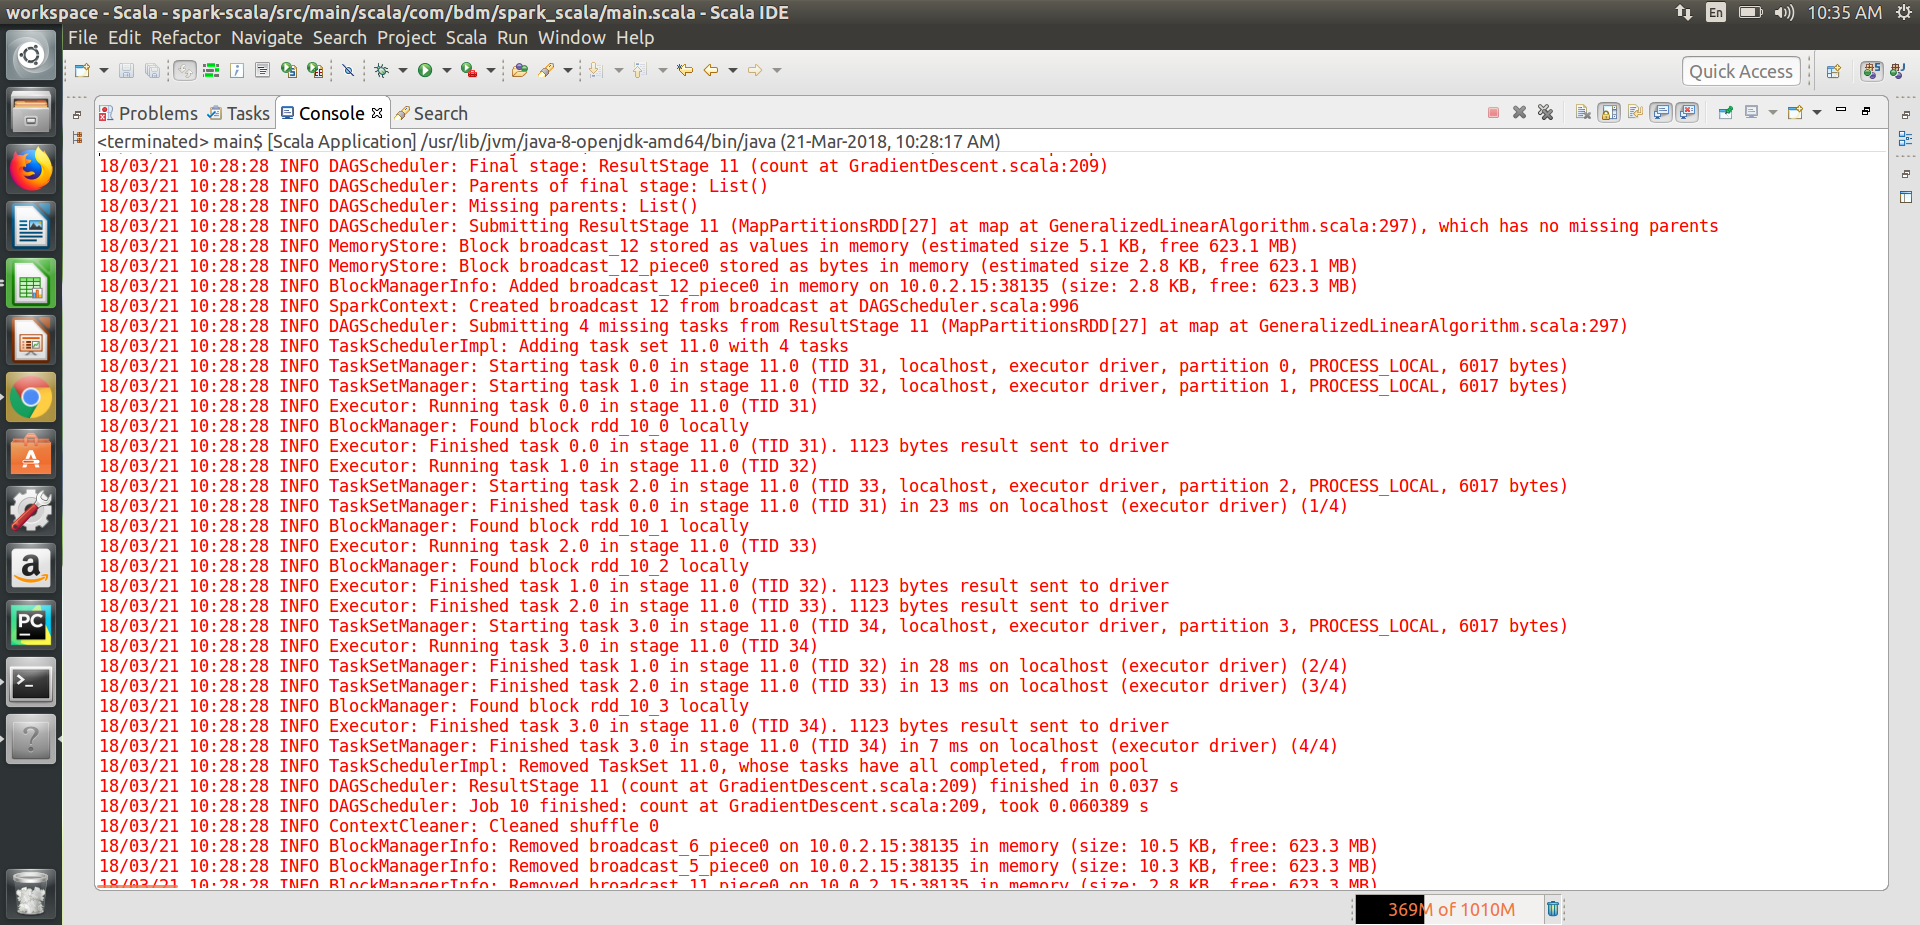 workspace - Scala - spark-scala/src/main/scala/com/bdm/spark_scala/main.scala - Scala IDE
En
10:35 AM
File Edit Refactor Navigate Search Project Scala Run Window Help
Quick Access
Problems Tasks Console Search
<terminated> main$ [Scala Application] /usr/lib/jvm/java-8-openjdk-amd64/bin/java (21-Mar-2018, 10:28:17 AM)
18/03/21 10:28:28 INFO DAGScheduler: Final stage: ResultStage 11 (count at GradientDescent.scala:209)
18/03/21 10:28:28 INFO DAGScheduler: Parents of final stage: List()
18/03/21 10:28:28 INFO DAGScheduler: Missing parents: List()
18/03/21 10:28:28 INFO DAGScheduler: Submitting ResultStage 11 (MapPartitionsRDD[27] at map at GeneralizedLinearAlgorithm.scala:297), which has no missing parents
18/03/21 10:28:28 INFO MemoryStore: Block broadcast_12 stored as values in memory (estimated size 5.1 KB, free 623.1 MB)
18/03/21 10:28:28 INFO MemoryStore: Block broadcast_12_piece0 stored as bytes in memory (estimated size 2.8 KB, free 623.1 MB)
18/03/21 10:28:28 INFO BlockManagerInfo: Added broadcast_12_piece0 in memory on 10.0.2.15:38135 (size: 2.8 KB, free: 623.3 MB)
18/03/21 10:28:28 INFO SparkContext: Created broadcast 12 from broadcast at DAGScheduler.scala:996
18/03/21 10:28:28 INFO DAGScheduler: Submitting 4 missing tasks from ResultStage 11 (MapPartitionsRDD[27] at map at GeneralizedLinearAlgorithm.scala:297)
18/03/21 10:28:28 INFO TaskSchedulerImpl: Adding task set 11.0 with 4 tasks
18/03/21 10:28:28 INFO TaskSetManager: Starting task 0.0 in stage 11.0 (TID 31, localhost, executor driver, partition 0, PROCESS_LOCAL, 6017 bytes)
18/03/21 10:28:28 INFO TaskSetManager: Starting task 1.0 in stage 11.0 (TID 32, localhost, executor driver, partition 1, PROCESS_LOCAL, 6017 bytes)
18/03/21 10:28:28 INFO Executor: Running task 0.0 in stage 11.0 (TID 31)
18/03/21 10:28:28 INFO BlockManager: Found block rdd_10_0 locally
18/03/21 10:28:28 INFO Executor: Finished task 0.0 in stage 11.0 (TID 31). 1123 bytes result sent to driver
18/03/21 10:28:28 INFO Executor: Running task 1.0 in stage 11.0 (TID 32)
18/03/21 10:28:28 INFO TaskSetManager: Starting task 2.0 in stage 11.0 (TID 33, localhost, executor driver, partition 2, PROCESS_LOCAL, 6017 bytes)
18/03/21 10:28:28 INFO TaskSetManager: Finished task 0.0 in stage 11.0 (TID 31) in 23 ms on localhost (executor driver) (1/4)
18/03/21 10:28:28 INFO BlockManager: Found block rdd_10_1 locally
18/03/21 10:28:28 INFO Executor: Running task 2.0 in stage 11.0 (TID 33)
18/03/21 10:28:28 INFO BlockManager: Found block rdd_10_2 locally
18/03/21 10:28:28 INFO Executor: Finished task 1.0 in stage 11.0 (TID 32). 1123 bytes result sent to driver
18/03/21 10:28:28 INFO Executor: Finished task 2.0 in stage 11.0 (TID 33). 1123 bytes result sent to driver
18/03/21 10:28:28 INFO TaskSetManager: Starting task 3.0 in stage 11.0 (TID 34, localhost, executor driver, partition 3, PROCESS_LOCAL, 6017 bytes)
18/03/21 10:28:28 INFO Executor: Running task 3.0 in stage 11.0 (TID 34)
18/03/21 10:28:28 INFO TaskSetManager: Finished task 1.0 in stage 11.0 (TID 32) in 28 ms on localhost (executor driver) (2/4)
18/03/21 10:28:28 INFO TaskSetManager: Finished task 2.0 in stage 11.0 (TID 33) in 13 ms on localhost (executor driver) (3/4)
18/03/21 10:28:28 INFO BlockManager: Found block rdd_10_3 locally
18/03/21 10:28:28 INFO Executor: Finished task 3.0 in stage 11.0 (TID 34). 1123 bytes result sent to driver
18/03/21 10:28:28 INFO TaskSetManager: Finished task 3.0 in stage 11.0 (TID 34) in 7 ms on localhost (executor driver) (4/4)
18/03/21 10:28:28 INFO TaskSchedulerImpl: Removed TaskSet 11.0, whose tasks have all completed, from pool
18/03/21 10:28:28 INFO DAGScheduler: ResultStage 11 (count at GradientDescent.scala:209) finished in 0.037 s
18/03/21 10:28:28 INFO DAGScheduler: Job 10 finished: count at GradientDescent.scala:209, took 0.060389 s
18/03/21 10:28:28 INFO ContextCleaner: Cleaned shuffle 0
18/03/21 10:28:28 INFO BlockManagerInfo: Removed broadcast_6_piece0 on 10.0.2.15:38135 in memory (size: 10.5 KB, free: 623.3 MB)
18/03/21 10:28:28 INFO BlockManagerInfo: Removed broadcast_5_piece0 on 10.0.2.15:38135 in memory (size: 10.3 KB, free: 623.3 MB)
18/03/21 10:28:28 INFO BlockManagerInfo: Removed broadcast_11_piece0 on 10.0.2.15:38135 in memory (size: 2.8 KB, free: 623.3 MB)
369M of 1010M
PC